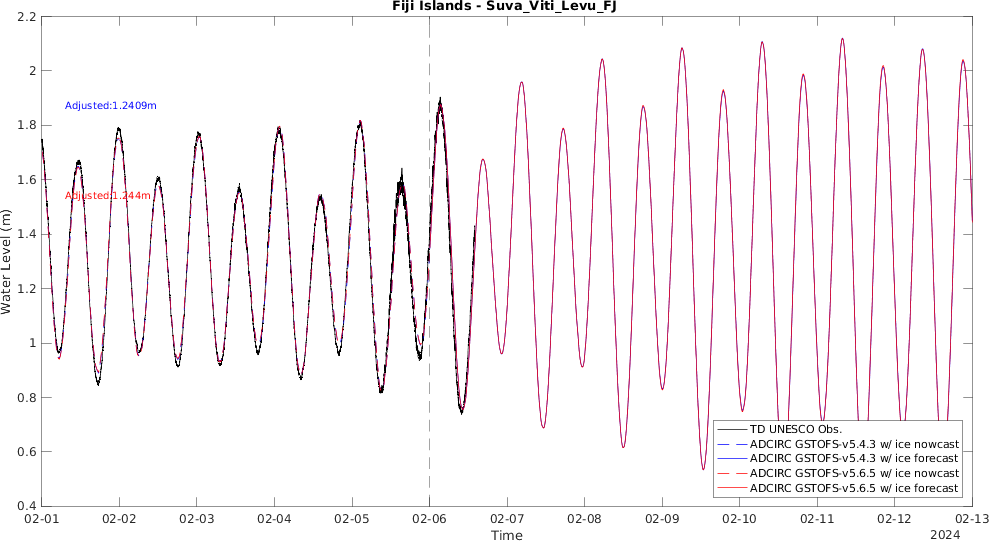 Fiji Islands - Suva_Viti_Levu_FJ
2.2
2
1.8
1.6
1.4
1.2
1
0.8
0.6
0.4
Water Level (m)
Adjusted:1.2409m
Adjusted:1.244m
TD UNESCO Obs.
ADCIRC GSTOFS-v5.4.3 w/ ice nowcast
ADCIRC GSTOFS-v5.4.3 w/ ice forecast
ADCIRC GSTOFS-v5.6.5 w/ ice nowcast
ADCIRC GSTOFS-v5.6.5 w/ ice forecast
02-01 02-02 02-03 02-04 02-05 02-06 02-07 02-08 02-09 02-10 02-11 02-12 02-13
Time
2024